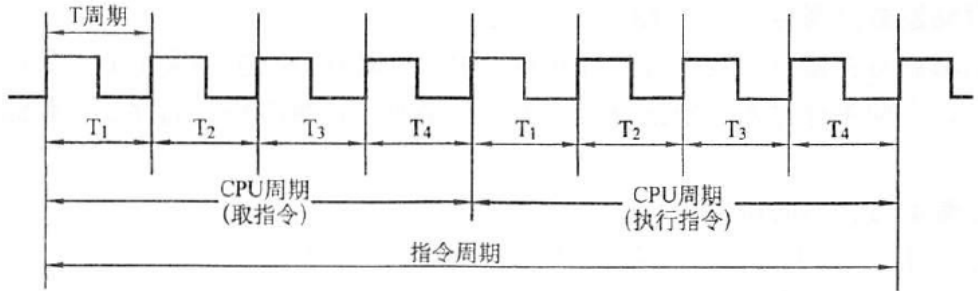 T周期
T₁ T₂ T₃ T₄ T₁ T₂ T₃ T₄
CPU周期
(取指令)
CPU周期
(执行指令)
指令周期